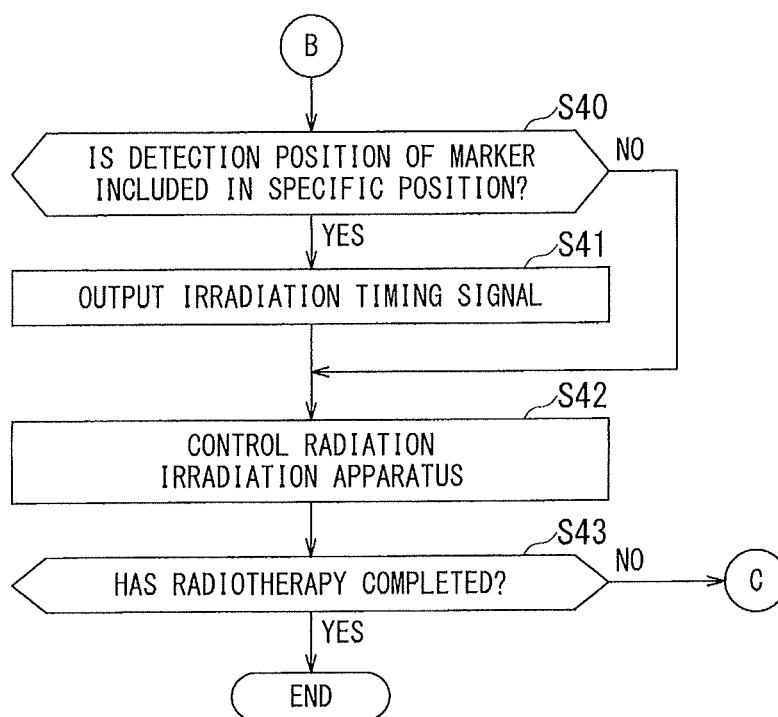 B
S40
IS DETECTION POSITION OF MARKER
INCLUDED IN SPECIFIC POSITION?
NO
YES
S41
OUTPUT IRRADIATION TIMING SIGNAL
S42
CONTROL RADIATION
IRRADIATION APPARATUS
S43
HAS RADIOTHERAPY COMPLETED?
NO
C
YES
END